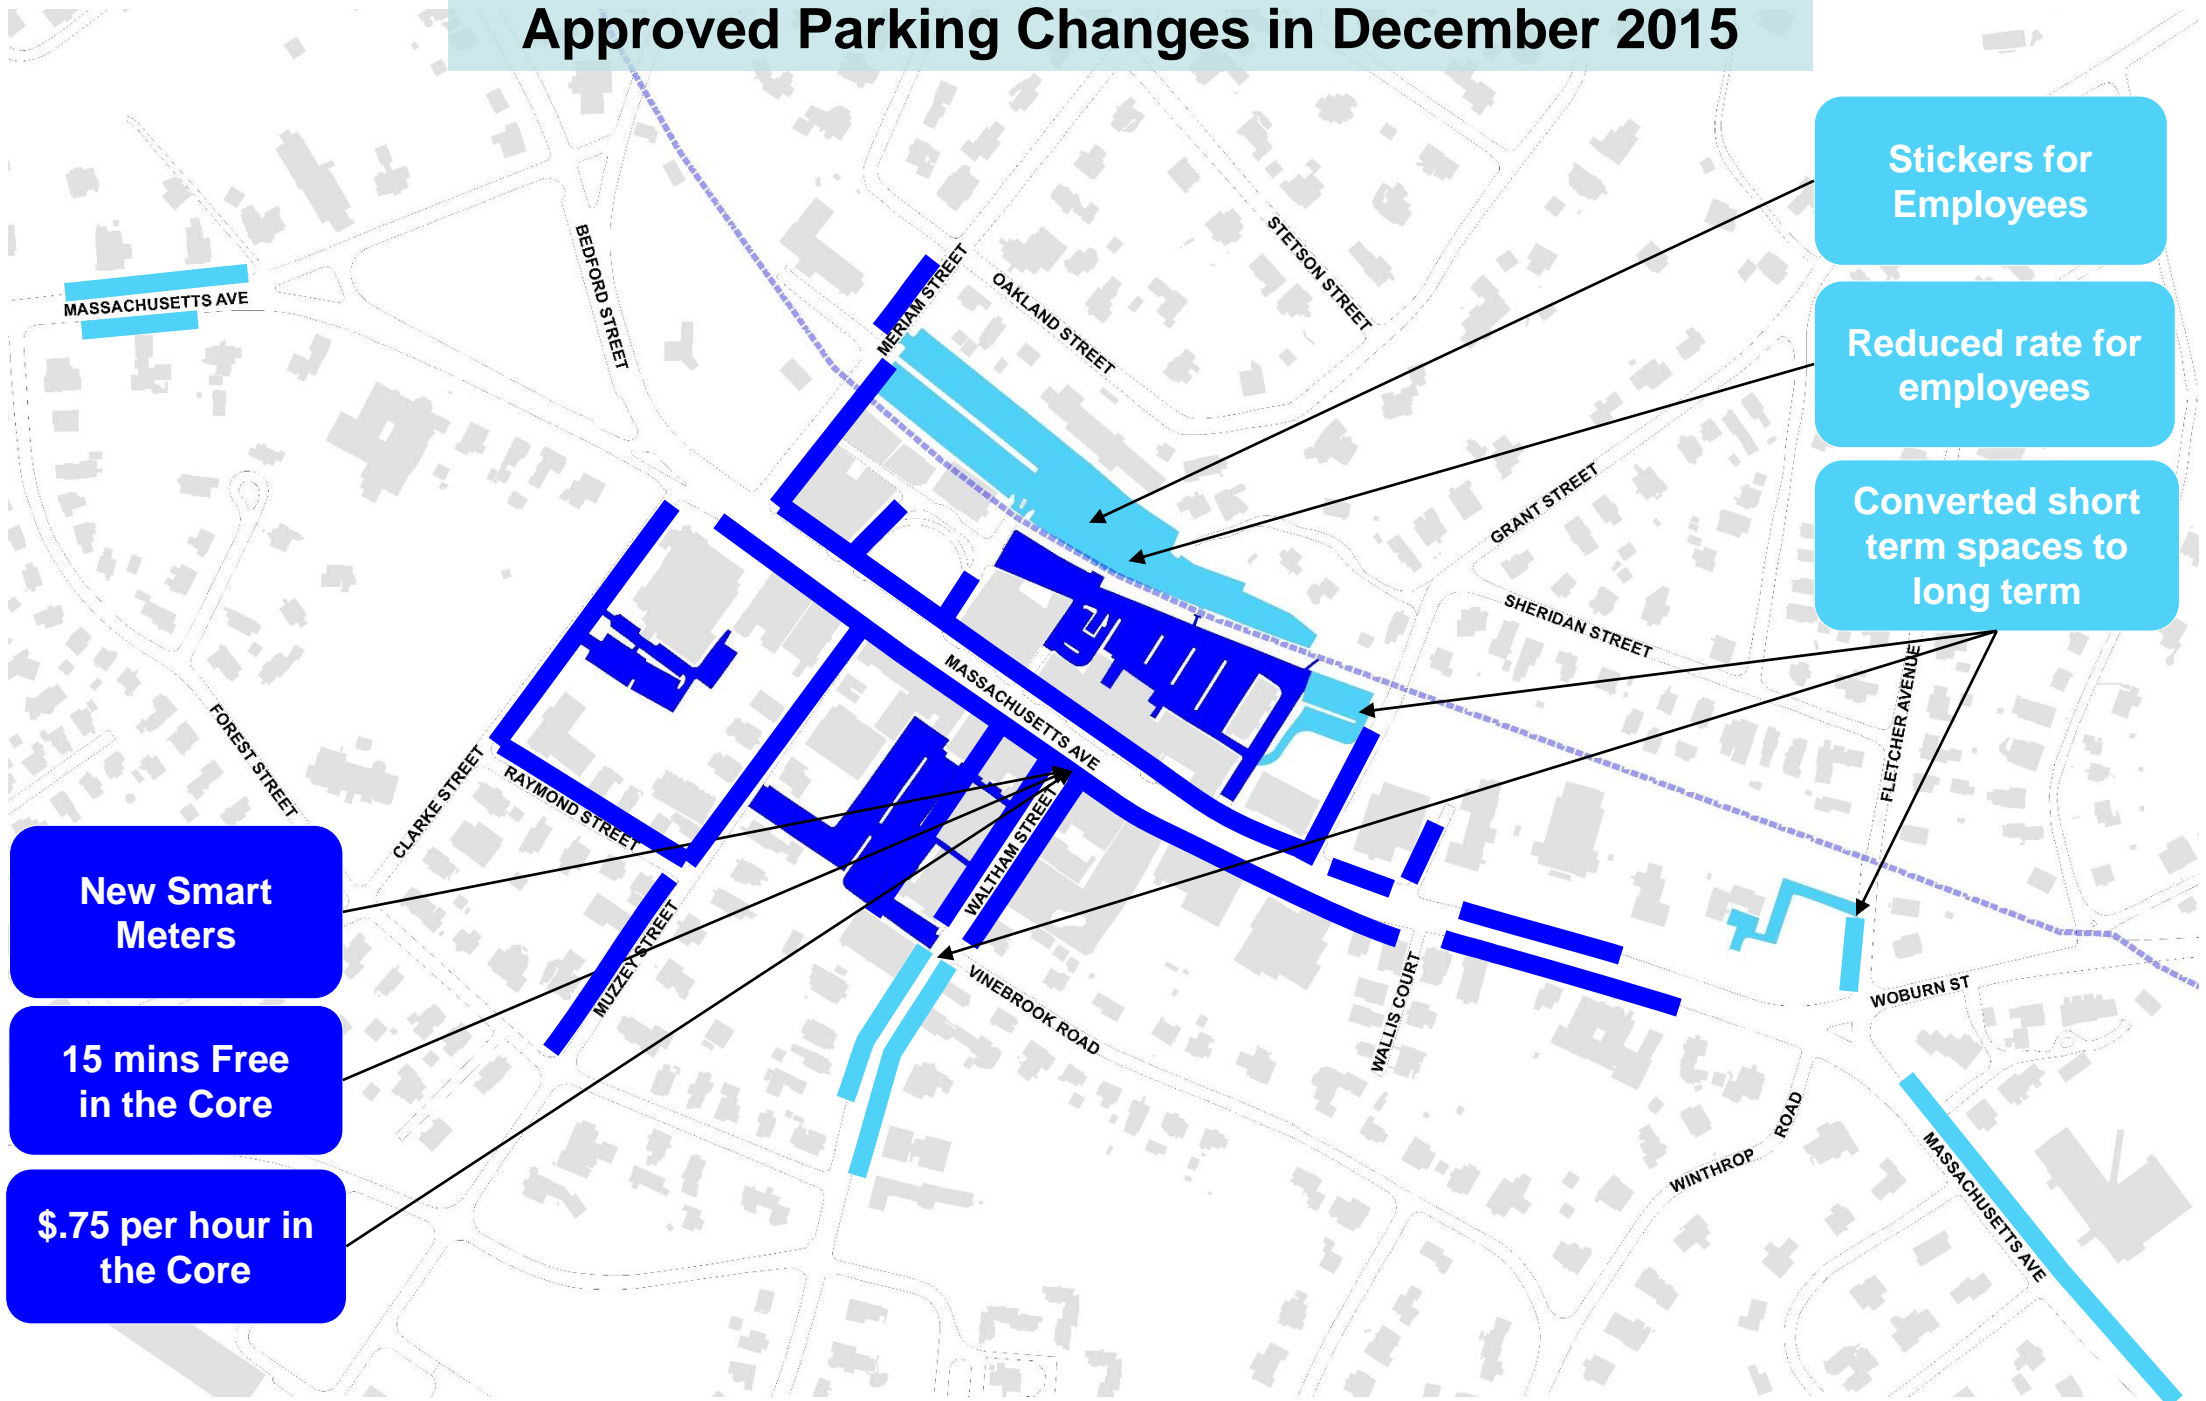 Approved Parking Changes in December 2015
Stickers for
Employees
Reduced rate for
employees
Converted short
term spaces to
long term
New Smart
Meters
15 mins Free
in the Core
$.75 per hour in
the Core
MASSACHUSETTS AVE
BEDFORD STREET
MERIAM STREET
OAKLAND STREET
STETSON STREET
GRANT STREET
SHERIDAN STREET
FLETCHER AVENUE
MASSACHUSETTS AVE
FOREST STREET
CLARKE STREET
RAYMOND STREET
MUZZEY STREET
WALTHAM STREET
VINEBROOK ROAD
WALLIS COURT
WOBURN ST
WINTHROP
ROAD
MASSACHUSETTS AVE